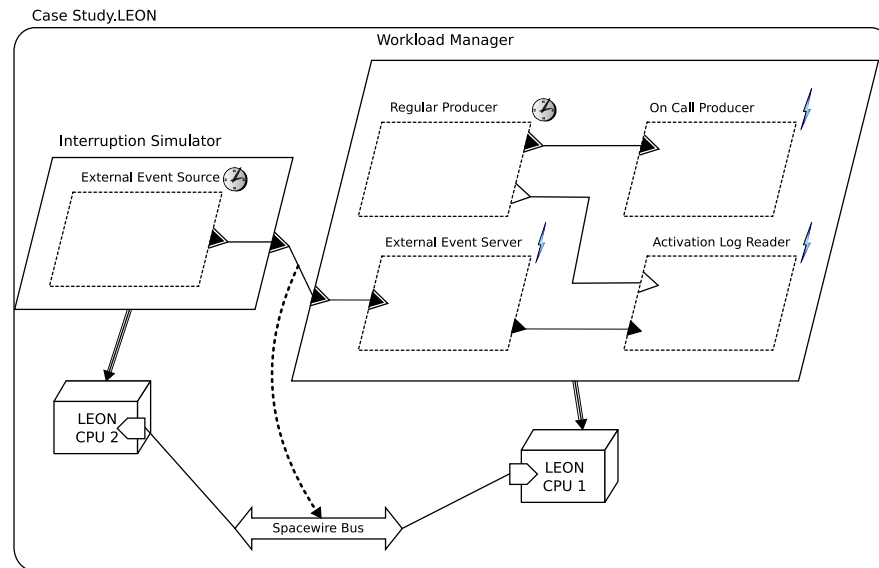 Case Study.LEON
Workload Manager
Regular Producer
On Call Producer
Interruption Simulator
External Event Source
External Event Server
Activation Log Reader
LEON
CPU 2
LEON
CPU 1
Spacewire Bus